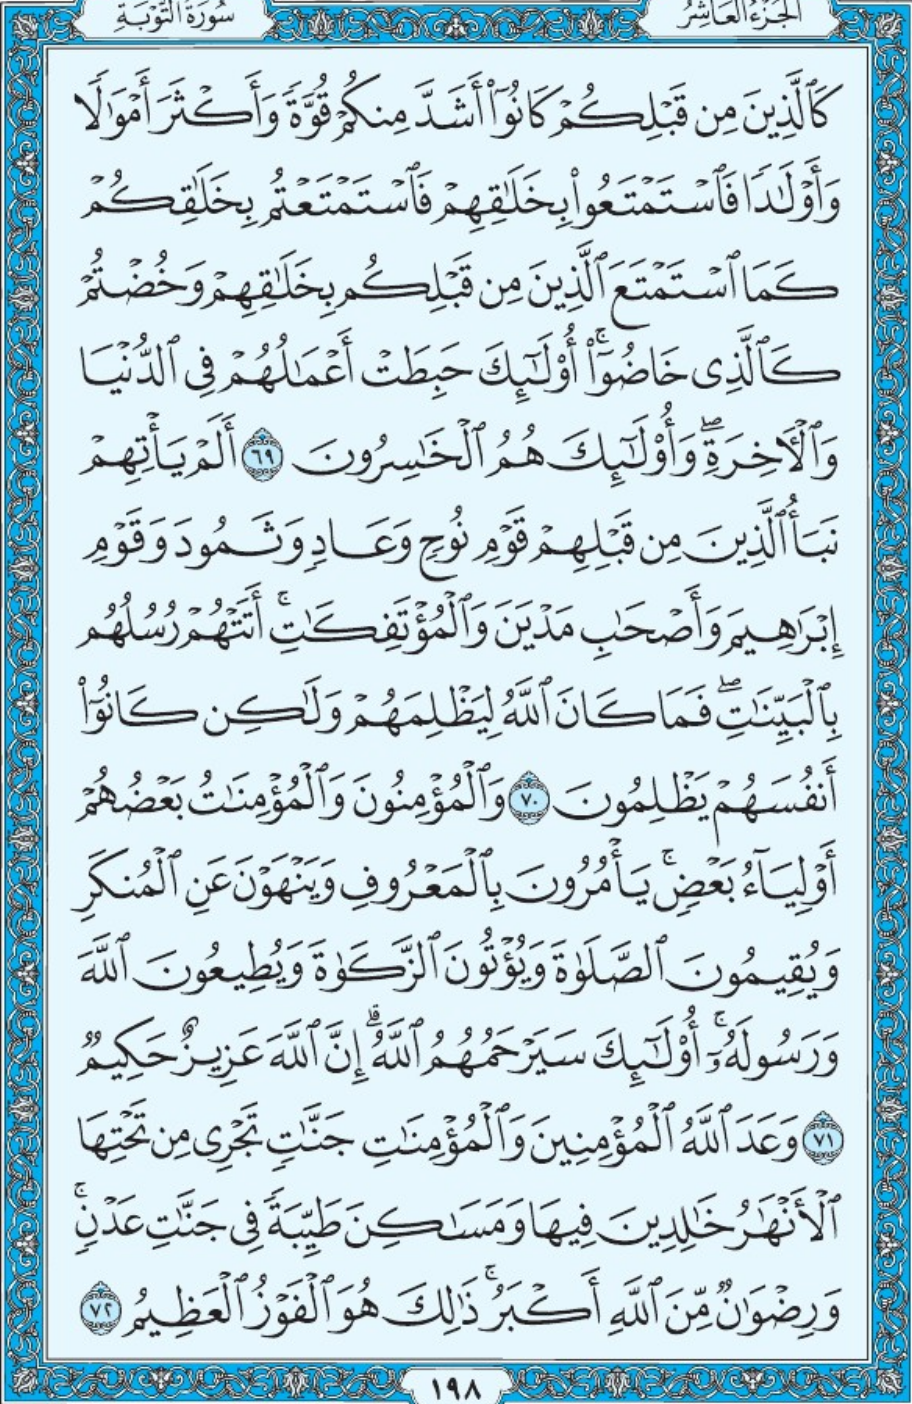 الجُزْءُ العَاشِرُ
سُورَةُ التَّوْبَةِ
كَٱلَّذِينَ مِن قَبۡلِكُمۡ كَانُوٓاْ أَشَدَّ مِنكُمۡ قُوَّةٗ وَأَكۡثَرَ أَمۡوَٰلٗا
وَأَوۡلَٰدٗا فَٱسۡتَمۡتَعُواْ بِخَلَٰقِهِمۡ فَٱسۡتَمۡتَعۡتُم بِخَلَٰقِكُمۡ
كَمَا ٱسۡتَمۡتَعَ ٱلَّذِينَ مِن قَبۡلِكُم بِخَلَٰقِهِمۡ وَخُضۡتُمۡ
كَٱلَّذِي خَاضُوٓاْۚ أُوْلَٰٓئِكَ حَبِطَتۡ أَعۡمَٰلُهُمۡ فِي ٱلدُّنۡيَا
وَٱلۡأٓخِرَةِۖ وَأُوْلَٰٓئِكَ هُمُ ٱلۡخَٰسِرُونَ ٦٩ أَلَمۡ يَأۡتِهِمۡ
نَبَأُ ٱلَّذِينَ مِن قَبۡلِهِمۡ قَوۡمِ نُوحٖ وَعَادٖ وَثَمُودَ وَقَوۡمِ
إِبۡرَٰهِيمَ وَأَصۡحَٰبِ مَدۡيَنَ وَٱلۡمُؤۡتَفِكَٰتِۚ أَتَتۡهُمۡ رُسُلُهُم
بِٱلۡبَيِّنَٰتِۖ فَمَا كَانَ ٱللَّهُ لِيَظۡلِمَهُمۡ وَلَٰكِن كَانُوٓاْ
أَنفُسَهُمۡ يَظۡلِمُونَ ٧٠ وَٱلۡمُؤۡمِنُونَ وَٱلۡمُؤۡمِنَٰتُ بَعۡضُهُمۡ
أَوۡلِيَآءُ بَعۡضٖۚ يَأۡمُرُونَ بِٱلۡمَعۡرُوفِ وَيَنۡهَوۡنَ عَنِ ٱلۡمُنكَرِ
وَيُقِيمُونَ ٱلصَّلَوٰةَ وَيُؤۡتُونَ ٱلزَّكَوٰةَ وَيُطِيعُونَ ٱللَّهَ
وَرَسُولَهُۥٓۚ أُوْلَٰٓئِكَ سَيَرۡحَمُهُمُ ٱللَّهُۗ إِنَّ ٱللَّهَ عَزِيزٌ حَكِيمٞ
٧١ وَعَدَ ٱللَّهُ ٱلۡمُؤۡمِنِينَ وَٱلۡمُؤۡمِنَٰتِ جَنَّٰتٖ تَجۡرِي مِن تَحۡتِهَا
ٱلۡأَنۡهَٰرُ خَٰلِدِينَ فِيهَا وَمَسَٰكِنَ طَيِّبَةٗ فِي جَنَّٰتِ عَدۡنٖۚ
وَرِضۡوَٰنٞ مِّنَ ٱللَّهِ أَكۡبَرُۚ ذَٰلِكَ هُوَ ٱلۡفَوۡزُ ٱلۡعَظِيمُ ٧٢
١٩٨